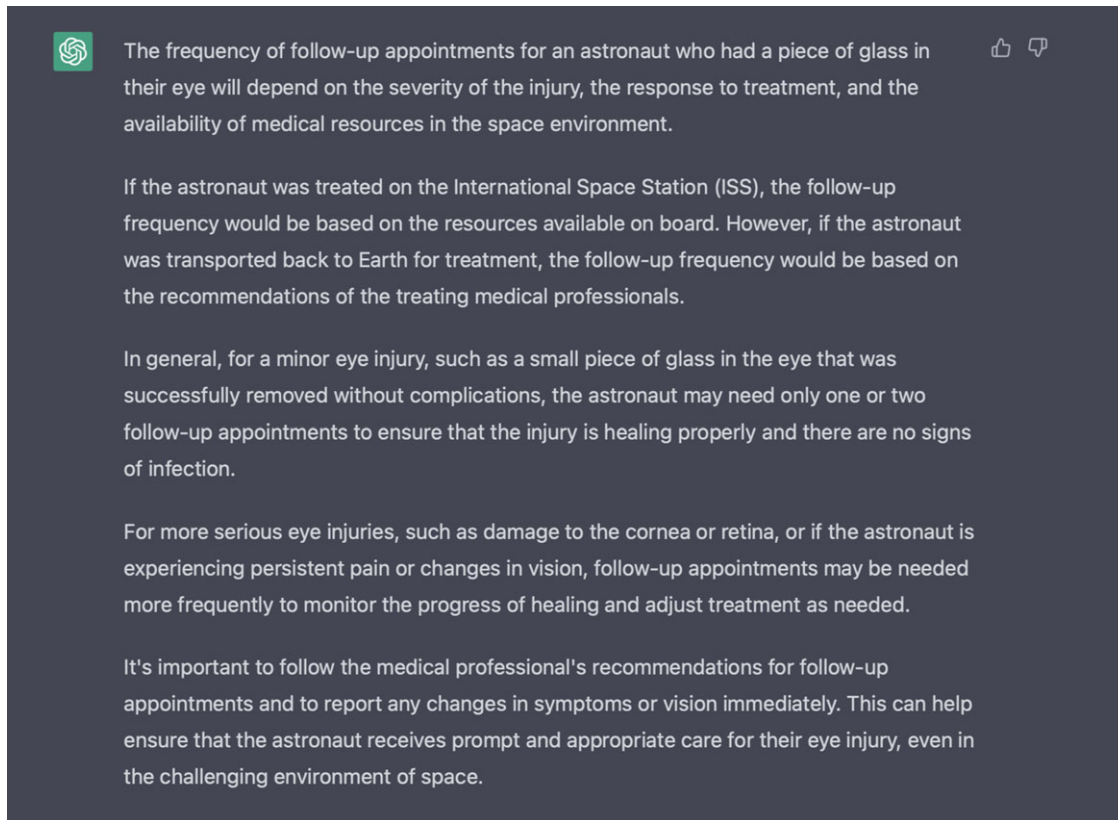 The frequency of follow-up appointments for an astronaut who had a piece of glass in
their eye will depend on the severity of the injury, the response to treatment, and the
availability of medical resources in the space environment.
If the astronaut was treated on the International Space Station (ISS), the follow-up
frequency would be based on the resources available on board. However, if the astronaut
was transported back to Earth for treatment, the follow-up frequency would be based on
the recommendations of the treating medical professionals.
In general, for a minor eye injury, such as a small piece of glass in the eye that was
successfully removed without complications, the astronaut may need only one or two
follow-up appointments to ensure that the injury is healing properly and there are no signs
of infection.
For more serious eye injuries, such as damage to the cornea or retina, or if the astronaut is
experiencing persistent pain or changes in vision, follow-up appointments may be needed
more frequently to monitor the progress of healing and adjust treatment as needed.
It's important to follow the medical professional's recommendations for follow-up
appointments and to report any changes in symptoms or vision immediately. This can help
ensure that the astronaut receives prompt and appropriate care for their eye injury, even in
the challenging environment of space.